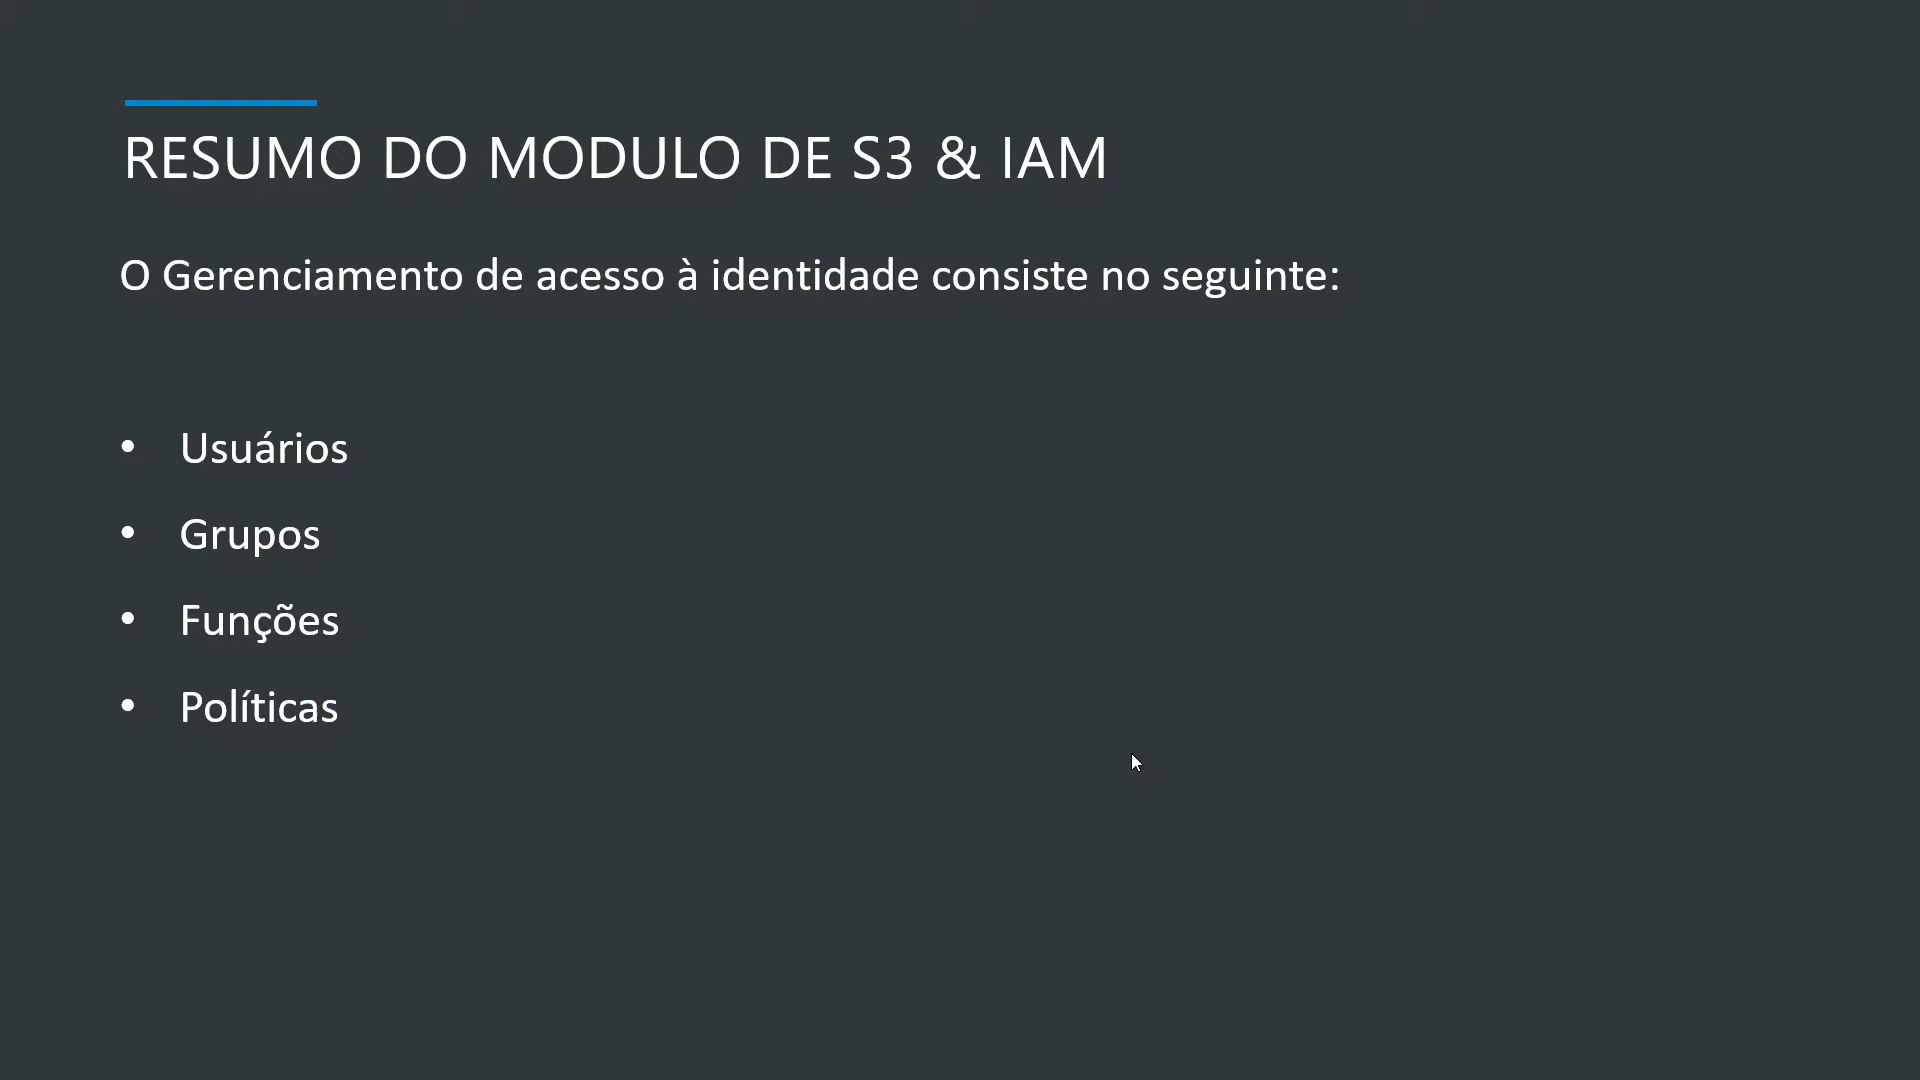 RESUMO DO MODULO DE S3 & IAM
O Gerenciamento de acesso à identidade consiste no seguinte:
• Usuários
• Grupos
• Funções
• Políticas